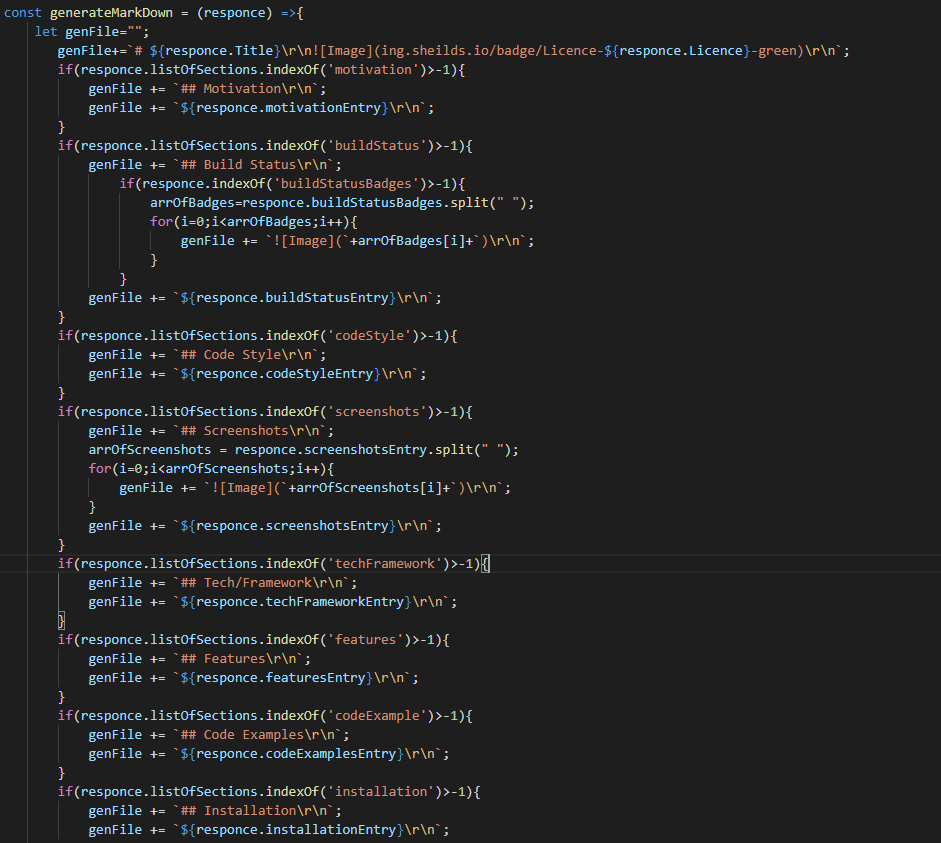 const generateMarkDown = (responce) =>{
    let genFile="";
       genFile+=`# ${responce.Title}\r\n![Image](ing.sheilds.io/badge/Licence-${responce.Licence}-green)\r\n`;
       if(responce.listOfSections.indexOf('motivation')>-1){
           genFile += `## Motivation\r\n`;
           genFile += `${responce.motivationEntry}\r\n`;
       }
       if(responce.listOfSections.indexOf('buildStatus')>-1){
           genFile += `## Build Status\r\n`;
               if(responce.indexOf('buildStatusBadges')>-1){
                   arrOfBadges=responce.buildStatusBadges.split(" ");
                   for(i=0;i<arrOfBadges;i++){
                       genFile += `![Image](`+arrOfBadges[i]+`)\r\n`;
                   }
               }
           genFile += `${responce.buildStatusEntry}\r\n`;
       }
       if(responce.listOfSections.indexOf('codeStyle')>-1){
           genFile += `## Code Style\r\n`;
           genFile += `${responce.codeStyleEntry}\r\n`;
       }
       if(responce.listOfSections.indexOf('screenshots')>-1){
           genFile += `## Screenshots\r\n`;
           arrOfScreenshots = responce.screenshotsEntry.split(" ");
           for(i=0;i<arrOfScreenshots;i++){
               genFile += `![Image](`+arrOfScreenshots[i]+`)\r\n`;
           }
           genFile += `${responce.screenshotsEntry}\r\n`;
       }
       if(responce.listOfSections.indexOf('techFramework')>-1){
           genFile += `## Tech/Framework\r\n`;
           genFile += `${responce.techFrameworkEntry}\r\n`;
       }
       if(responce.listOfSections.indexOf('features')>-1){
           genFile += `## Features\r\n`;
           genFile += `${responce.featuresEntry}\r\n`;
       }
       if(responce.listOfSections.indexOf('codeExample')>-1){
           genFile += `## Code Examples\r\n`;
           genFile += `${responce.codeExamplesEntry}\r\n`;
       }
       if(responce.listOfSections.indexOf('installation')>-1){
           genFile += `## Installation\r\n`;
           genFile += `${responce.installationEntry}\r\n`;